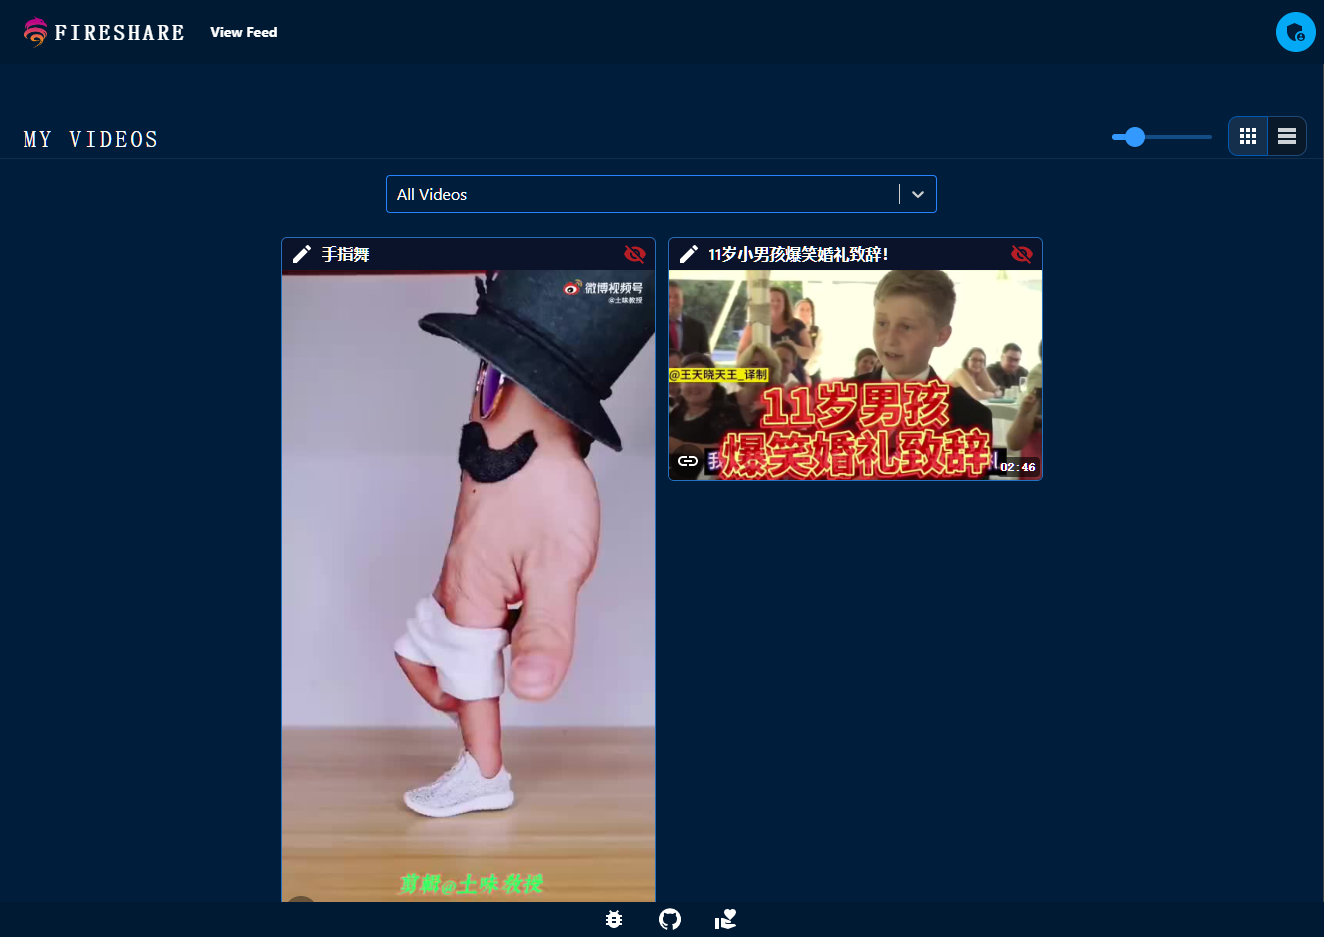 FIRESHARE
View Feed
MY VIDEOS
All Videos
手指舞
微博视频号
@土味教授
剪辑@土味教授
11岁小男孩爆笑婚礼致辞!
@王天晓天王_译制
11岁男孩
爆笑婚礼致辞
我
礼
02:46